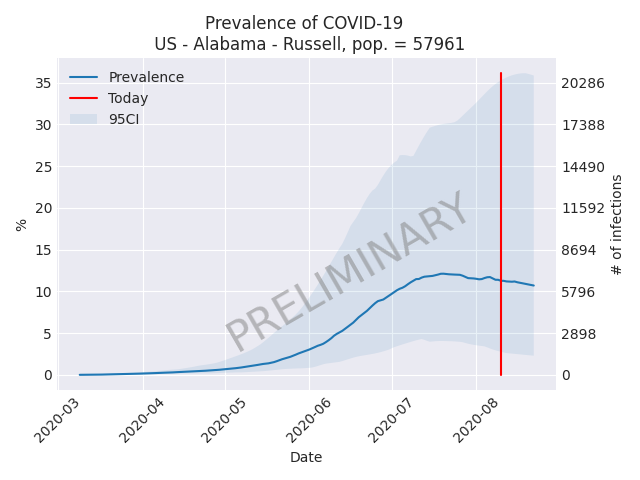 Prevalence of COVID-19
US - Alabama - Russell, pop. = 57961
Prevalence
Today
95CI
35
30
25
20
15
10
5
0
%
20286
17388
14490
11592
8694
5796
2898
0
# of infections
PRELIMINARY
2020-03
2020-04
2020-05
2020-06
2020-07
2020-08
Date